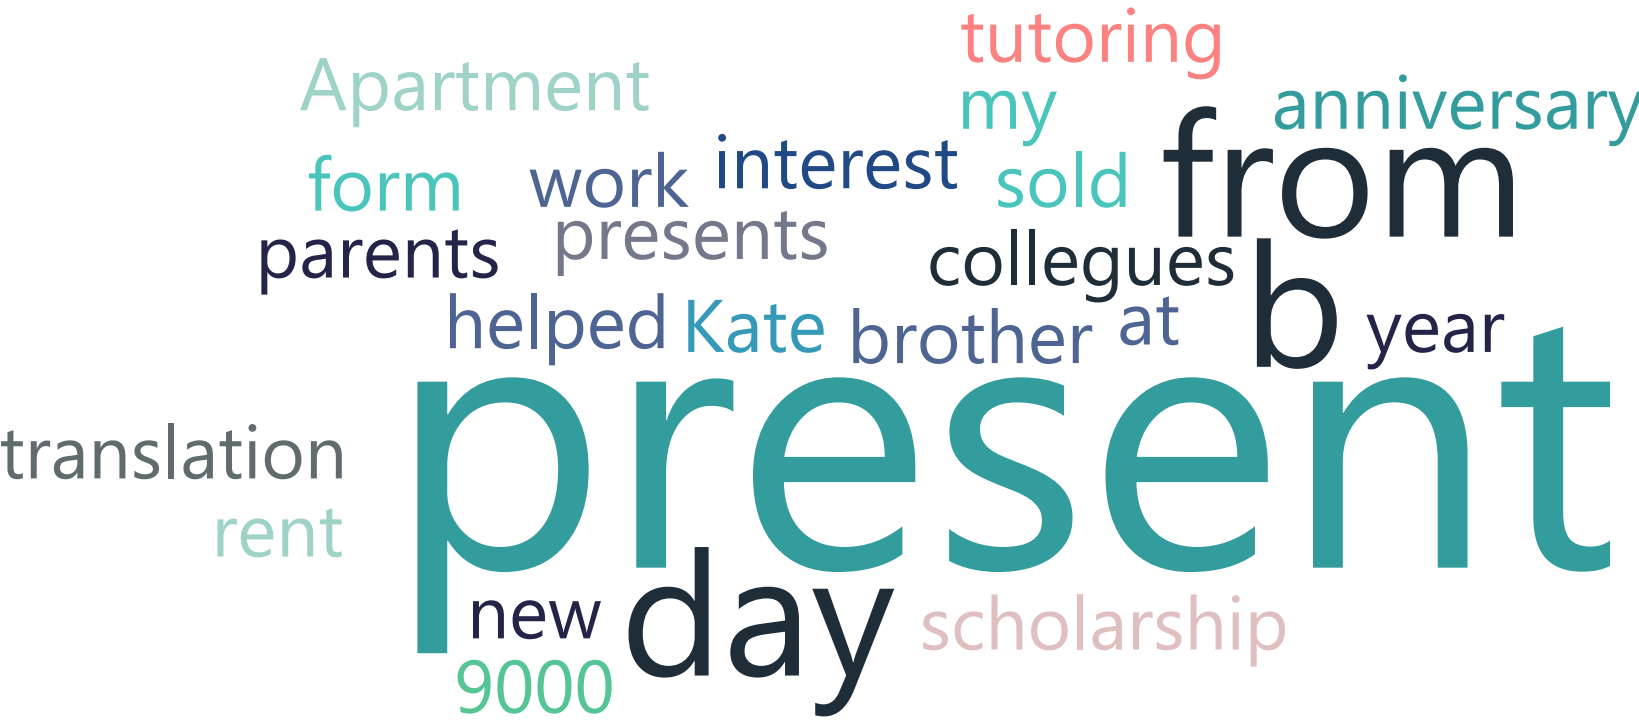 tutoring
Apartment
my
anniversary
from
form
work
interest
sold
parents
presents
collegues
b
helped
Kate
brother
at
year
present
translation
rent
new
day
scholarship
9000